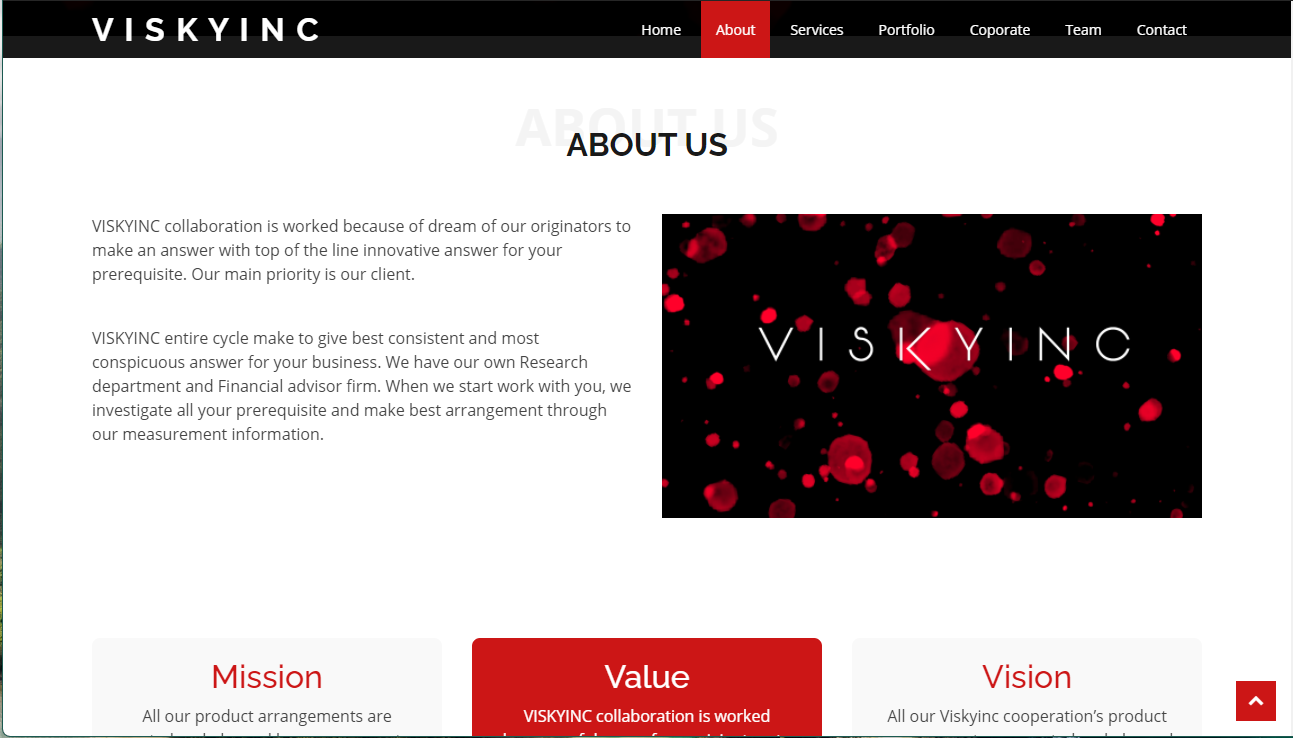 VISKYINC
Home About Services Portfolio Coporate Team Contact
ABOUT US
ABOUT US
VISKYINC collaboration is worked because of dream of our originators to
make an answer with top of the line innovative answer for your
prerequisite. Our main priority is our client.
VISKYINC entire cycle make to give best consistent and most
conspicuous answer for your business. We have our own Research
department and Financial advisor firm. When we start work with you, we
investigate all your prerequisite and make best arrangement through
our measurement information.
VISKYINC
Mission
All our product arrangements are
Value
VISKYINC collaboration is worked
Vision
All our Viskyinc cooperation’s product